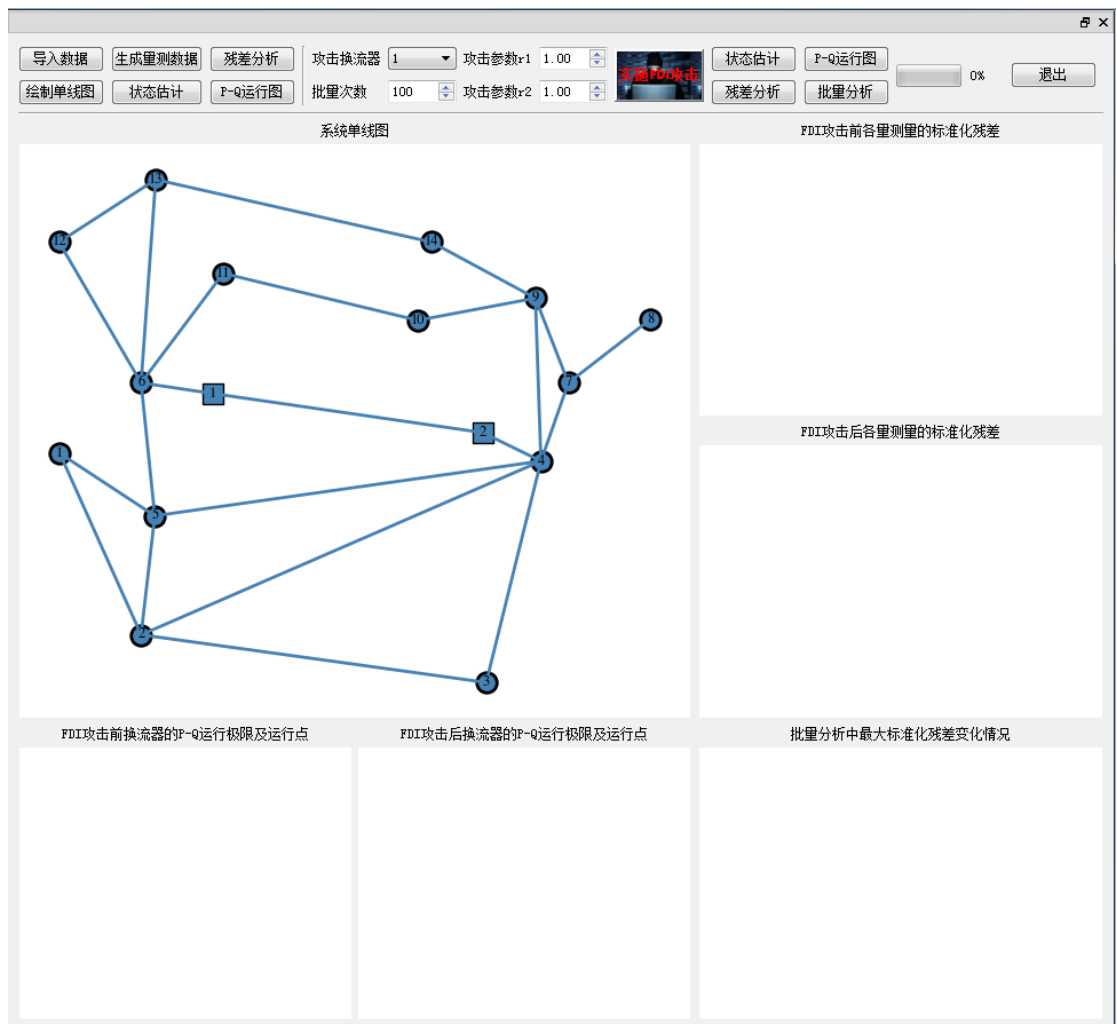 导入数据 生成量测数据 残差分析 攻击换流器 1 攻击参数r1 1.00 状态估计 P-Q运行图
实施FDI攻击 0% 退出
绘制单线图 状态估计 P-Q运行图 批量次数 100 攻击参数r2 1.00 残差分析 批量分析
系统单线图
FDI攻击前各量测量的标准化残差
13
12
14
11
9
10
8
6
7
1
2
1
4
5
2
3
FDI攻击后各量测量的标准化残差
FDI攻击前换流器的P-Q运行极限及运行点
FDI攻击后换流器的P-Q运行极限及运行点
批量分析中最大标准化残差变化情况